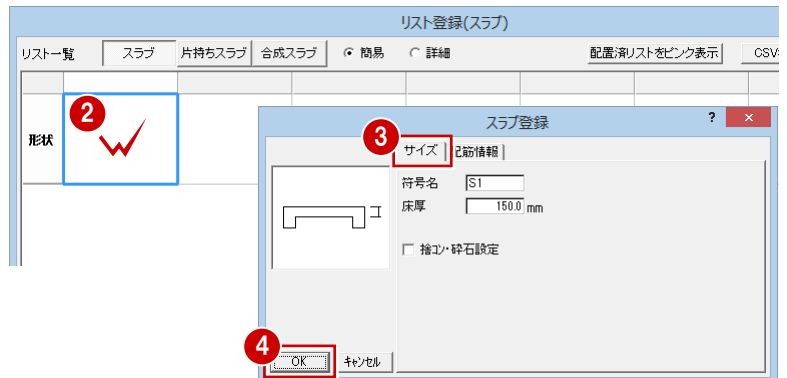 リスト登録(スラブ)
リスト一覧 スラブ 片持ちスラブ 合成スラブ 簡易 詳細 配置済リストをピンク表示 CSV
形状
2
スラブ登録 ? ×
3
サイズ 配筋情報
符号名 S1
床厚 150.0 mm
捨コン・砕石設定
4
OK キャンセル